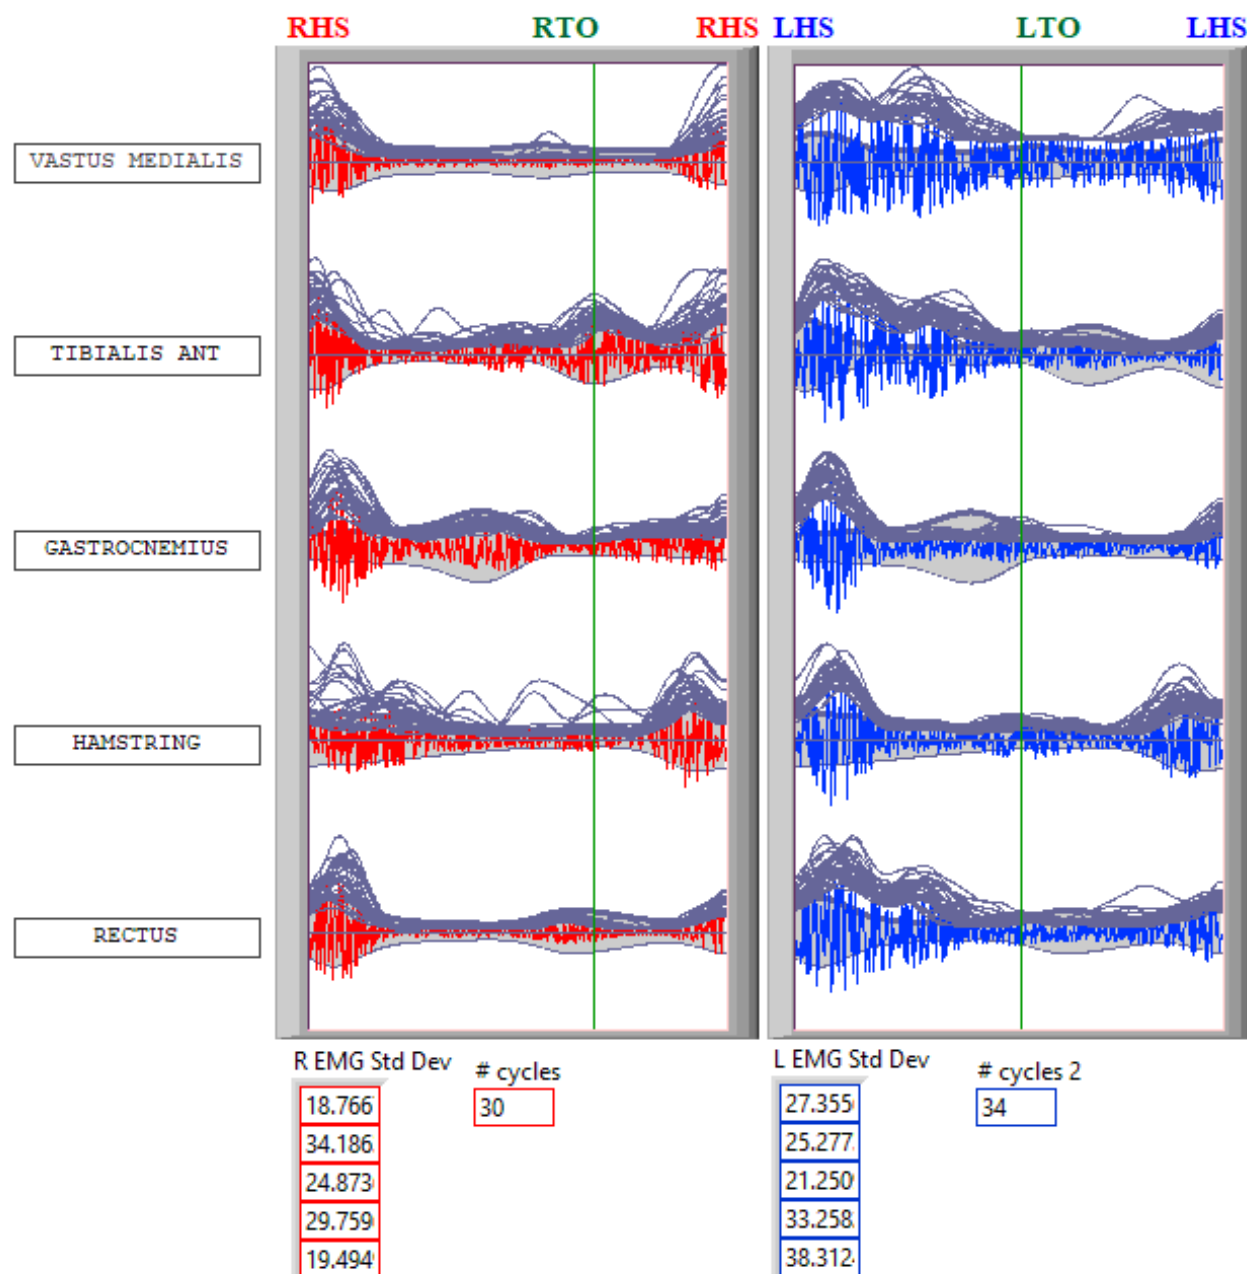 RHS RTO RHS LHS LTO LHS
VASTUS MEDIALIS
TIBIALIS ANT
GASTROCNEMIUS
HAMSTRING
RECTUS
R EMG Std Dev # cycles
18.766 30
34.186
24.873
29.759
19.494
L EMG Std Dev # cycles 2
27.355 34
25.277
21.250
33.258
38.312